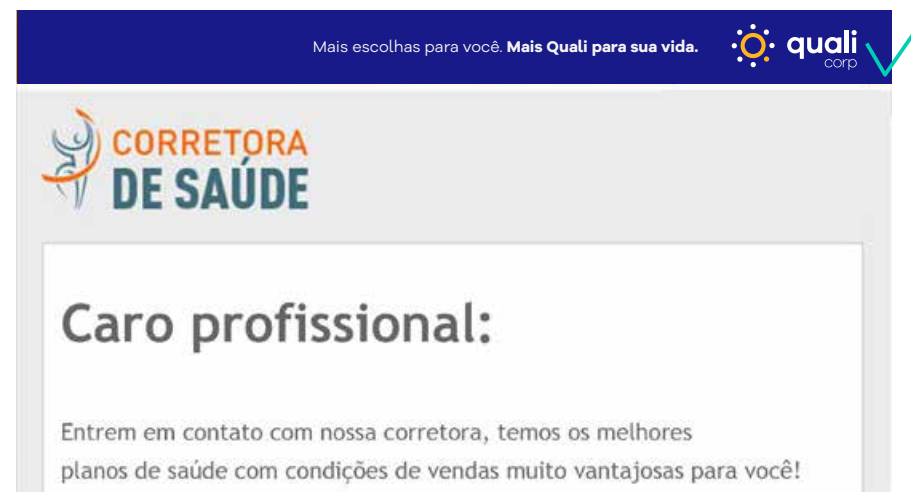 Mais escolhas para você. Mais Quali para sua vida.
quali
corp
CORRETORA
DE SAÚDE
Caro profissional:
Entrem em contato com nossa corretora, temos os melhores
planos de saúde com condições de vendas muito vantajosas para você!